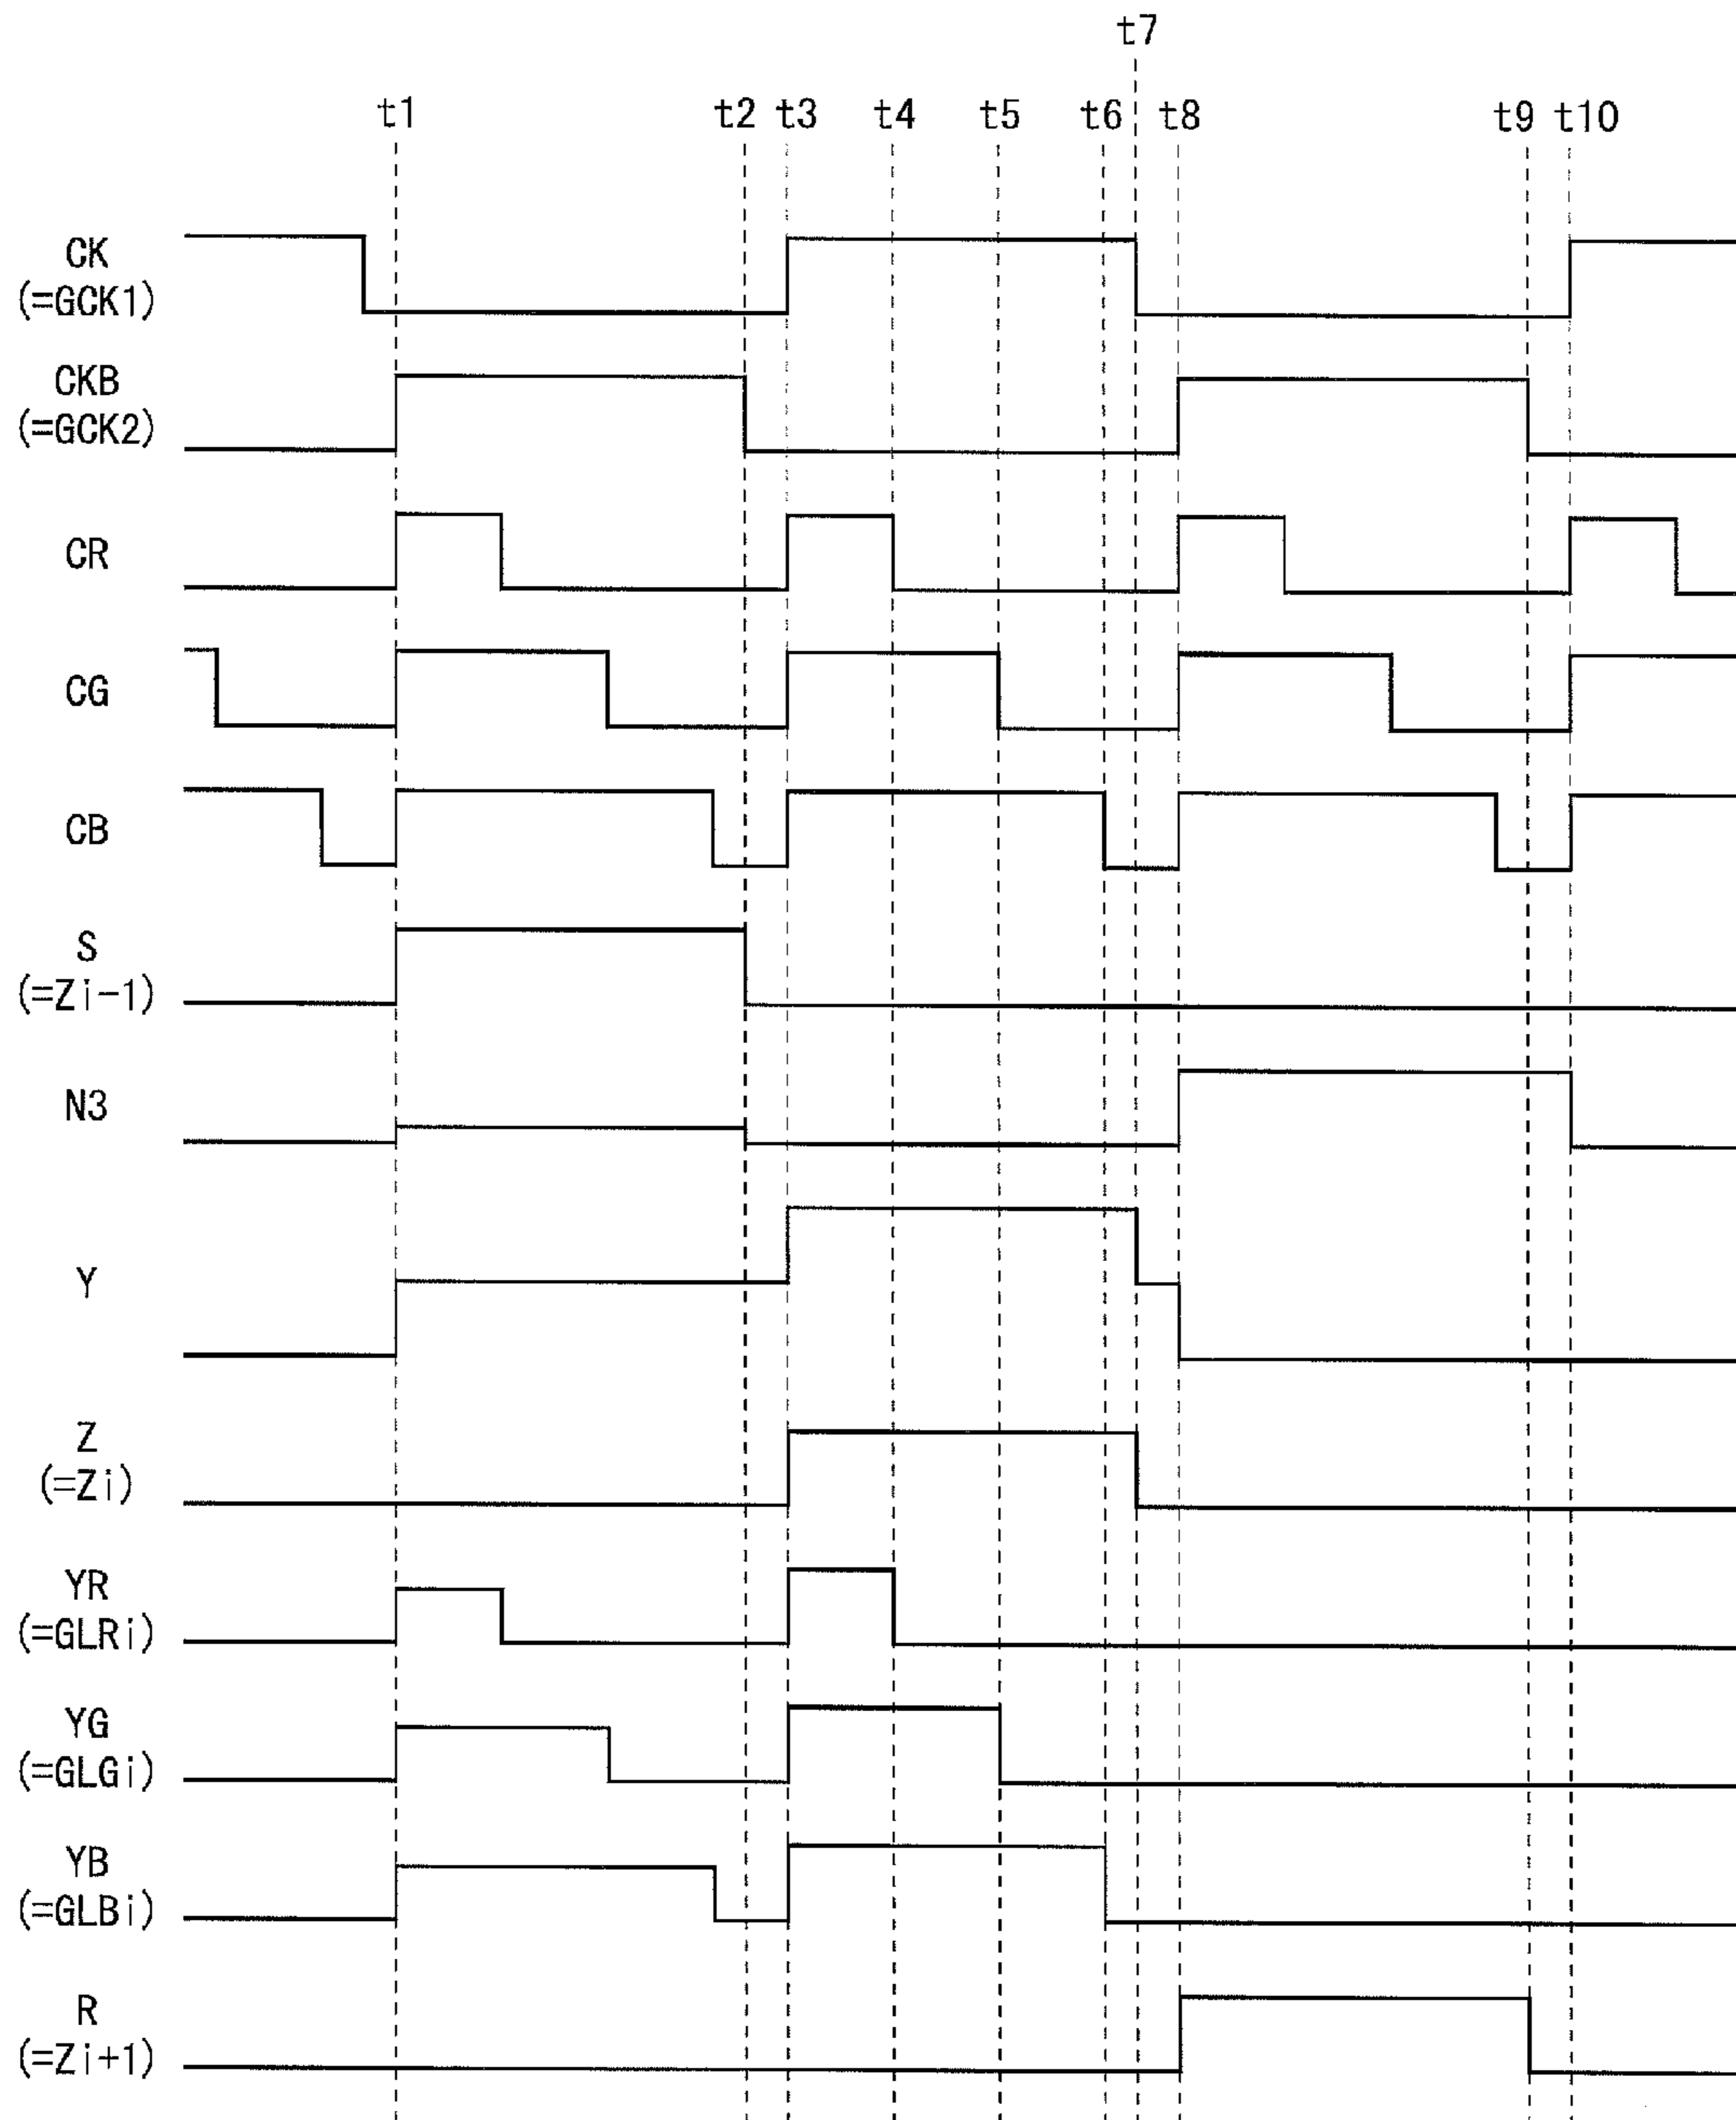 t7
t1 t2 t3 t4 t5 t6 t8 t9 t10
CK
(=GCK1)
CKB
(=GCK2)
CR
CG
CB
S
(=Zi-1)
N3
Y
Z
(=Zi)
YR
(=GLRi)
YG
(=GLGi)
YB
(=GLBi)
R
(=Zi+1)